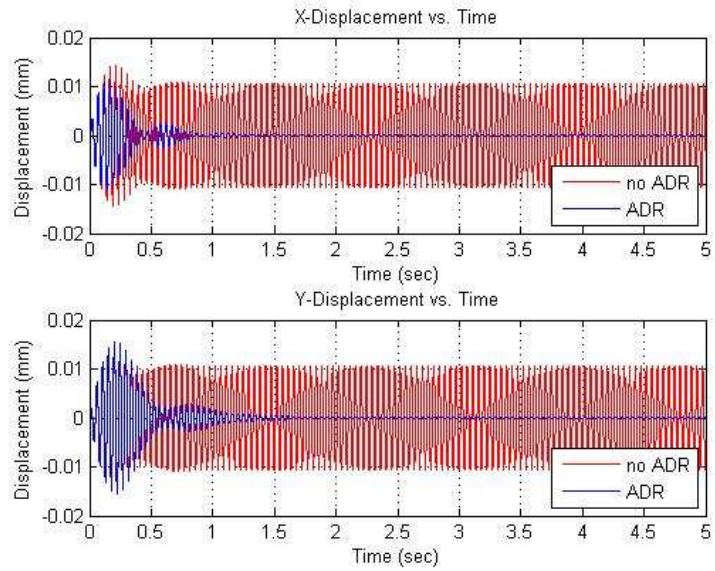 X-Displacement vs. Time
0.02
0.01
0
-0.01
-0.02
Displacement (mm)
0 0.5 1 1.5 2 2.5 3 3.5 4 4.5 5
Time (sec)
no ADR
ADR
Y-Displacement vs. Time
0.02
0.01
0
-0.01
-0.02
Displacement (mm)
0 0.5 1 1.5 2 2.5 3 3.5 4 4.5 5
Time (sec)
no ADR
ADR